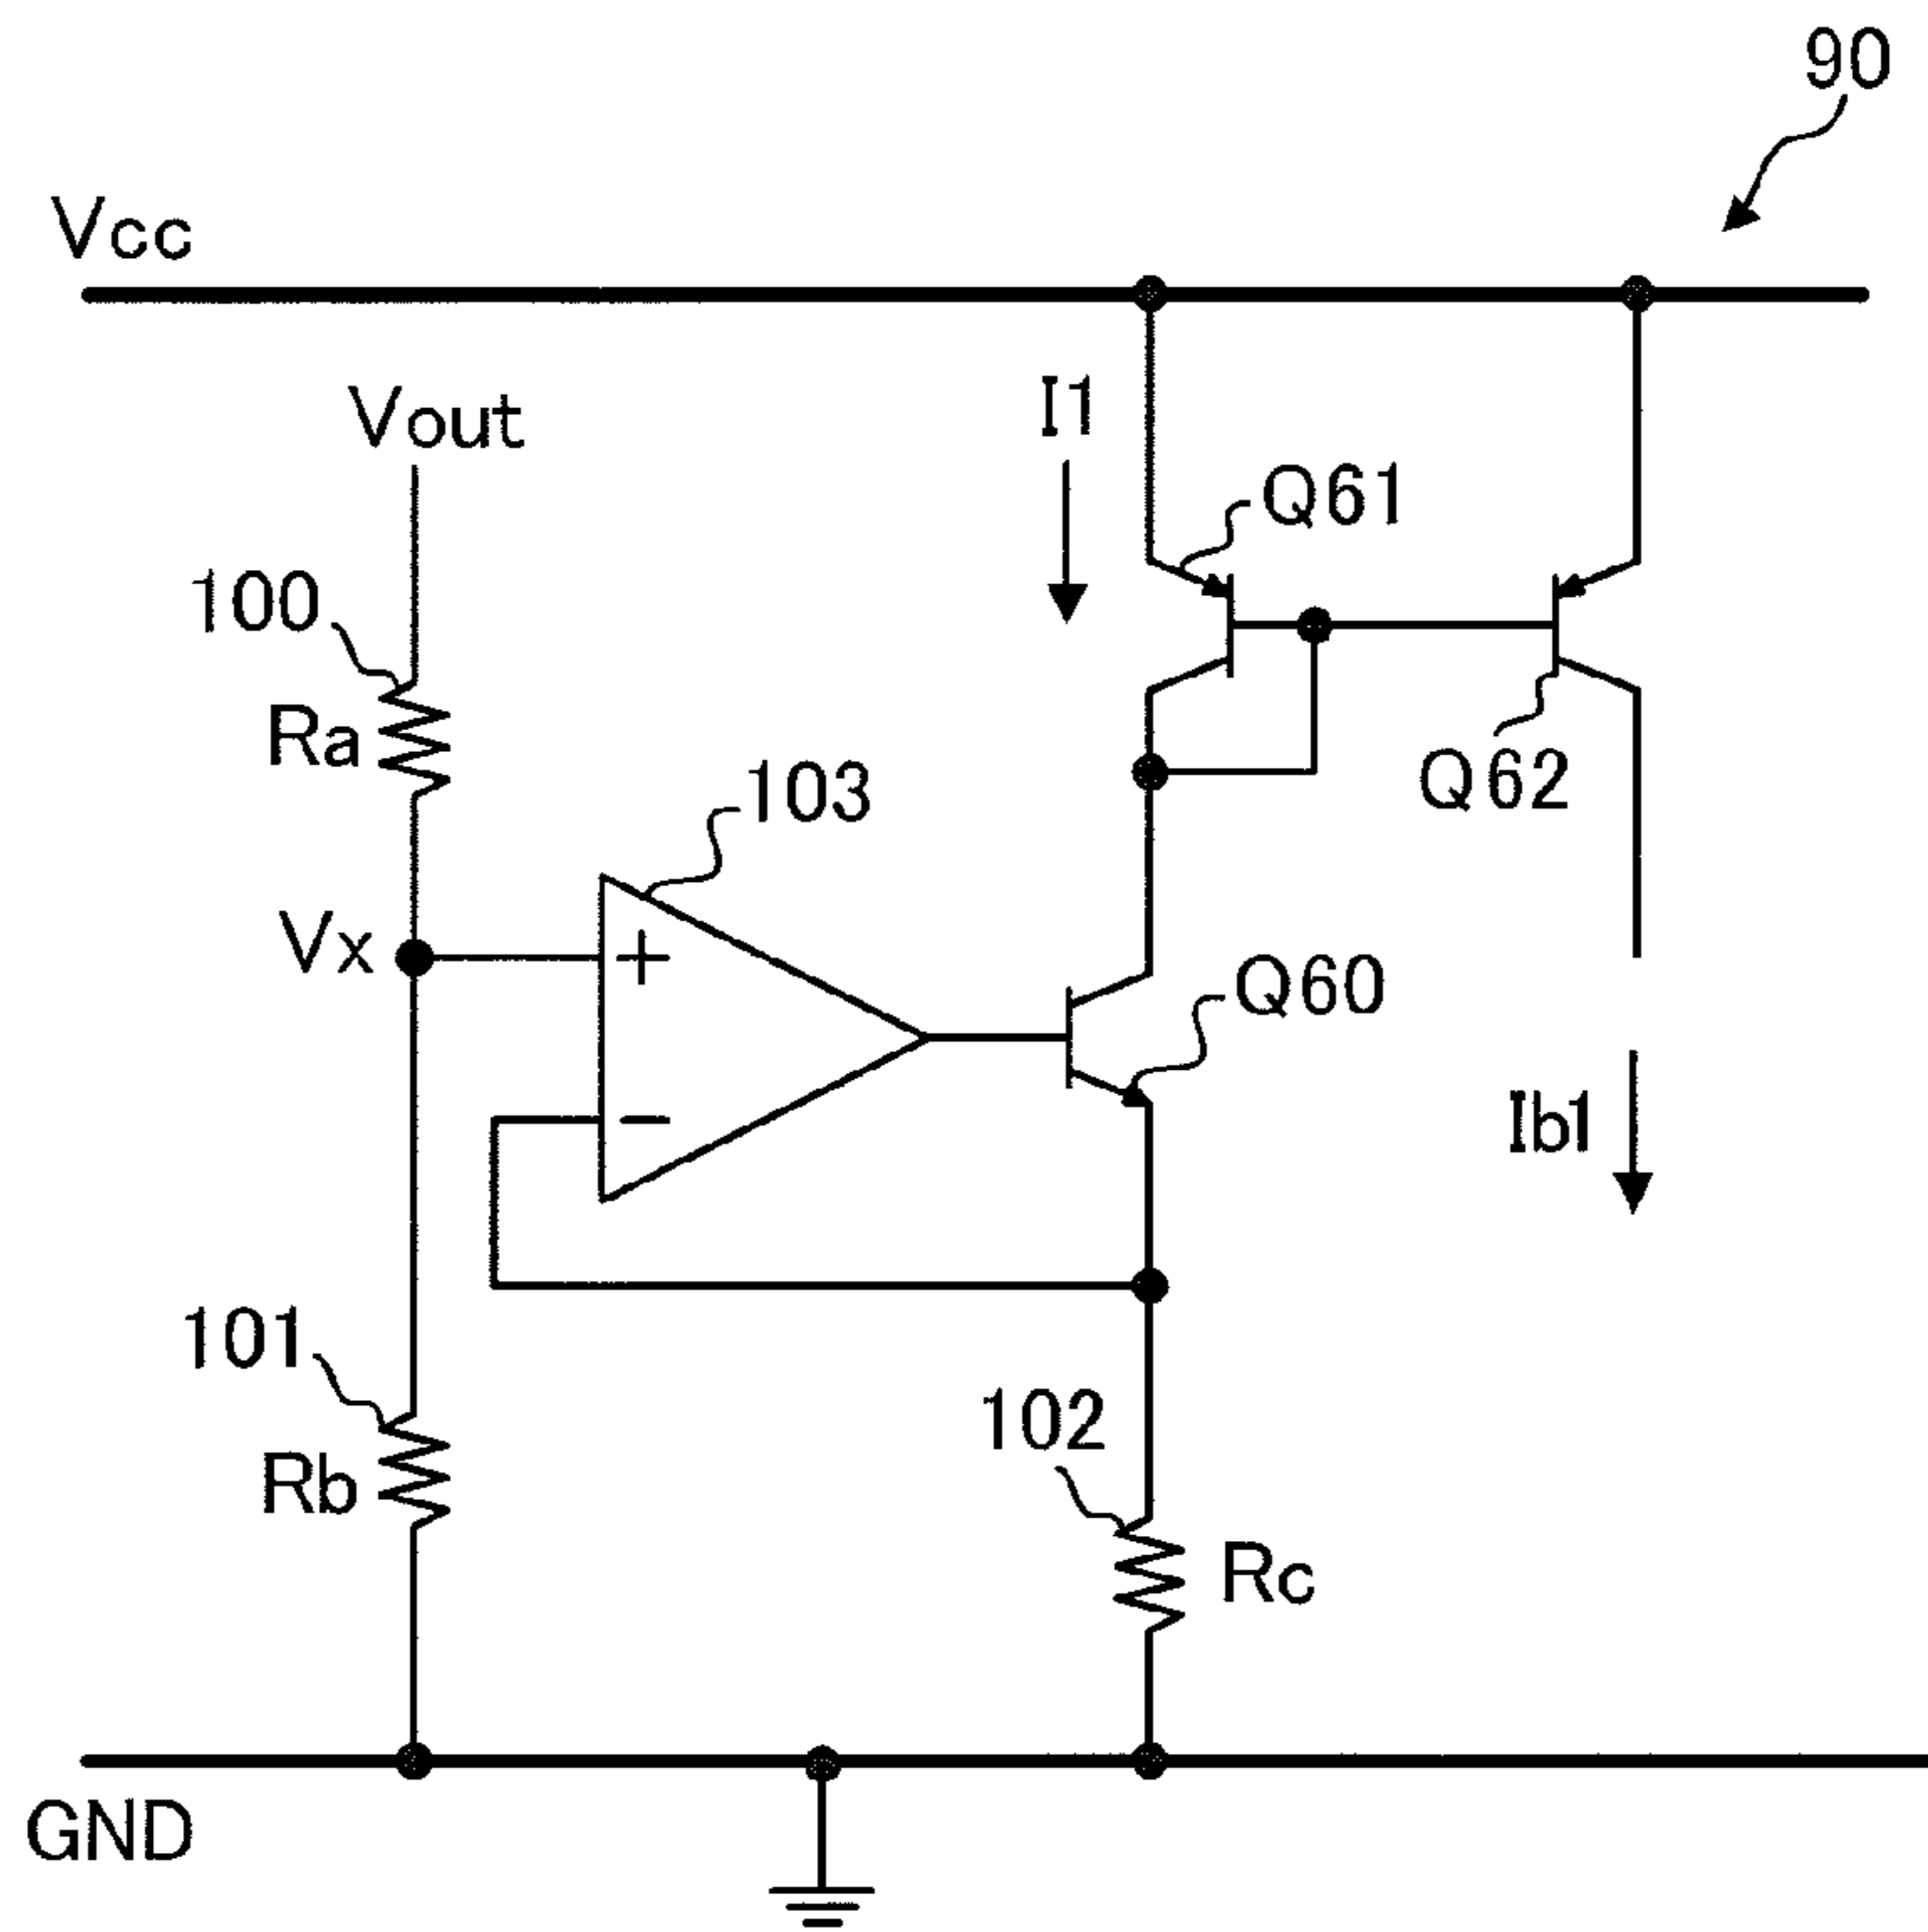 90
Vcc
Vout
I1
Q61
100
Ra
Q62
103
Vx
+
Q60
−
Ib1
101
102
Rb
Rc
GND